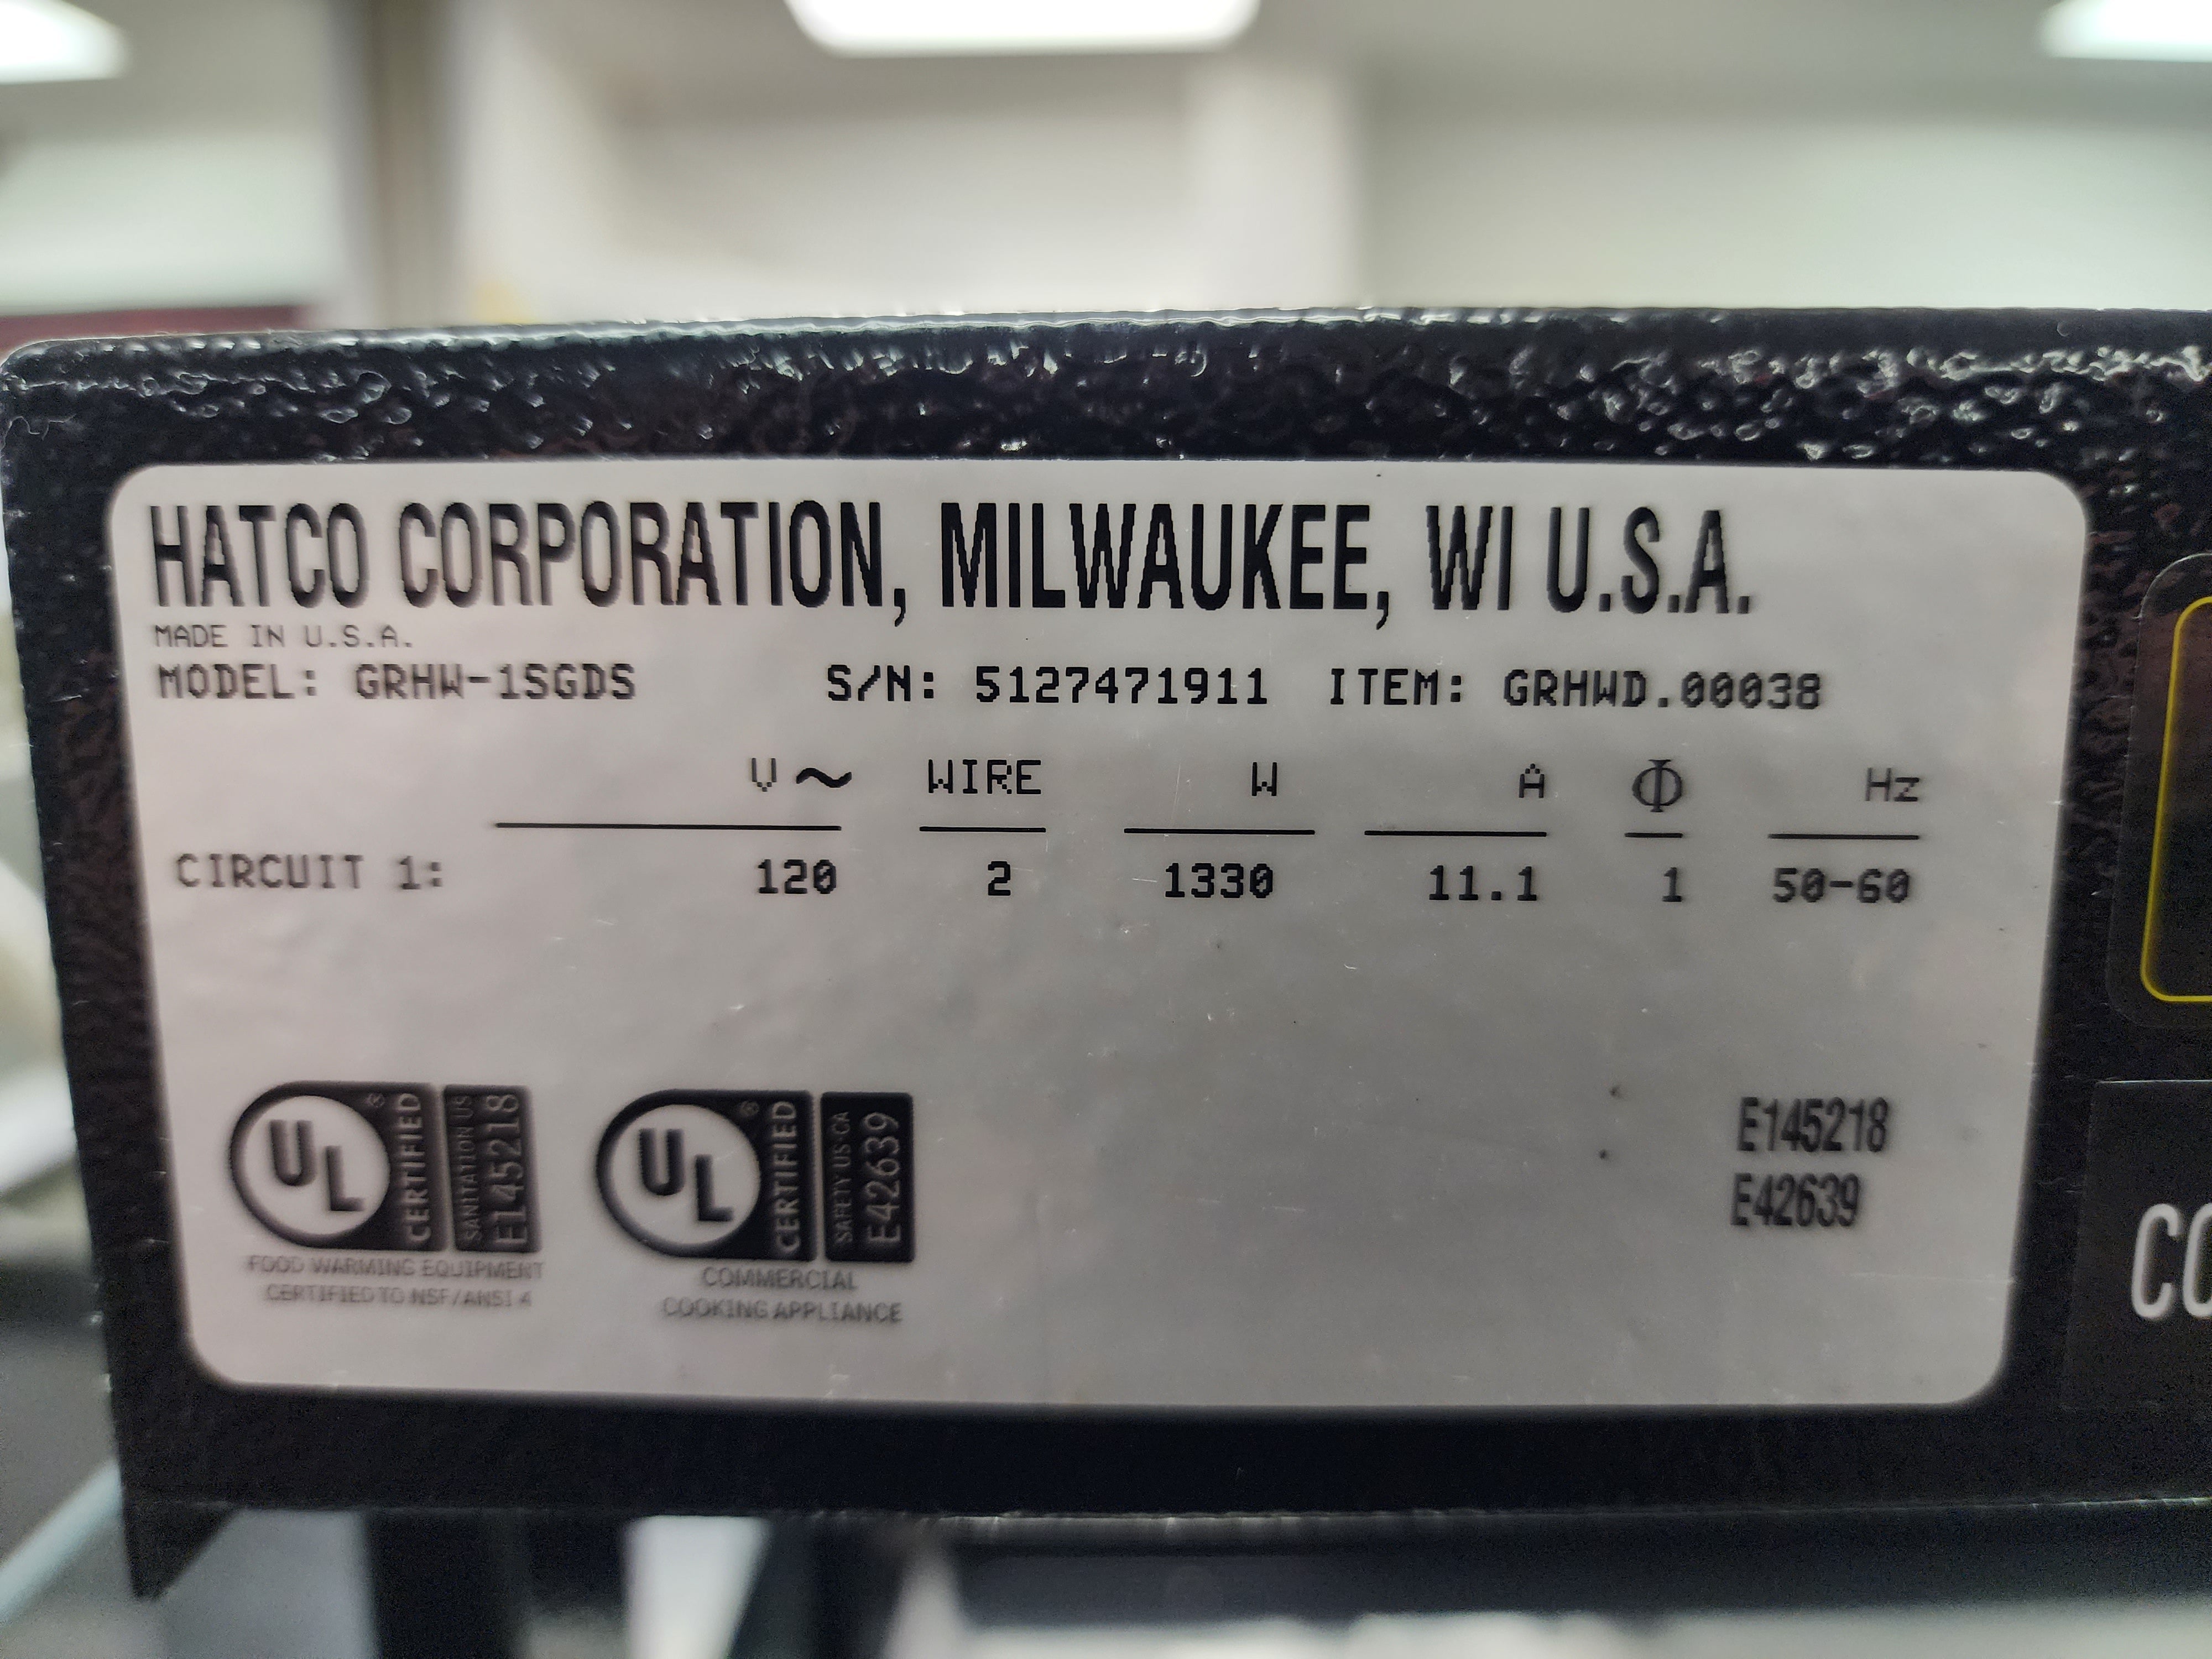 HATCO CORPORATION, MILWAUKEE, WI U.S.A.
MADE IN U.S.A.
MODEL: GRHW-1SGDS S/N: 5127471911 ITEM: GRHWD.00038
V ~ WIRE W A Φ Hz
CIRCUIT 1: 120 2 1330 11.1 1 50-60
UL ® CERTIFIED SANITATION US E145218
FOOD WARMING EQUIPMENT
CERTIFIED TO NSF/ANSI 4
UL ® CERTIFIED SAFETY US-CA E42639
COMMERCIAL
COOKING APPLIANCE
E145218
E42639
CO